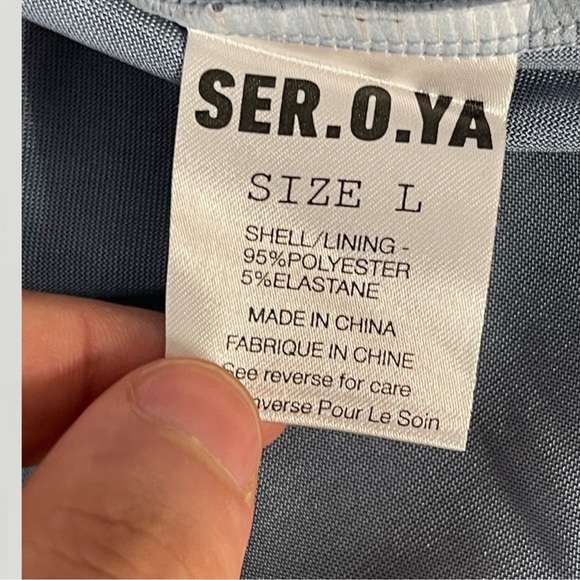 SER.O.YA
SIZE L
SHELL/LINING -
95%POLYESTER
5%ELASTANE
MADE IN CHINA
FABRIQUE IN CHINE
See reverse for care
Pour Le Soin